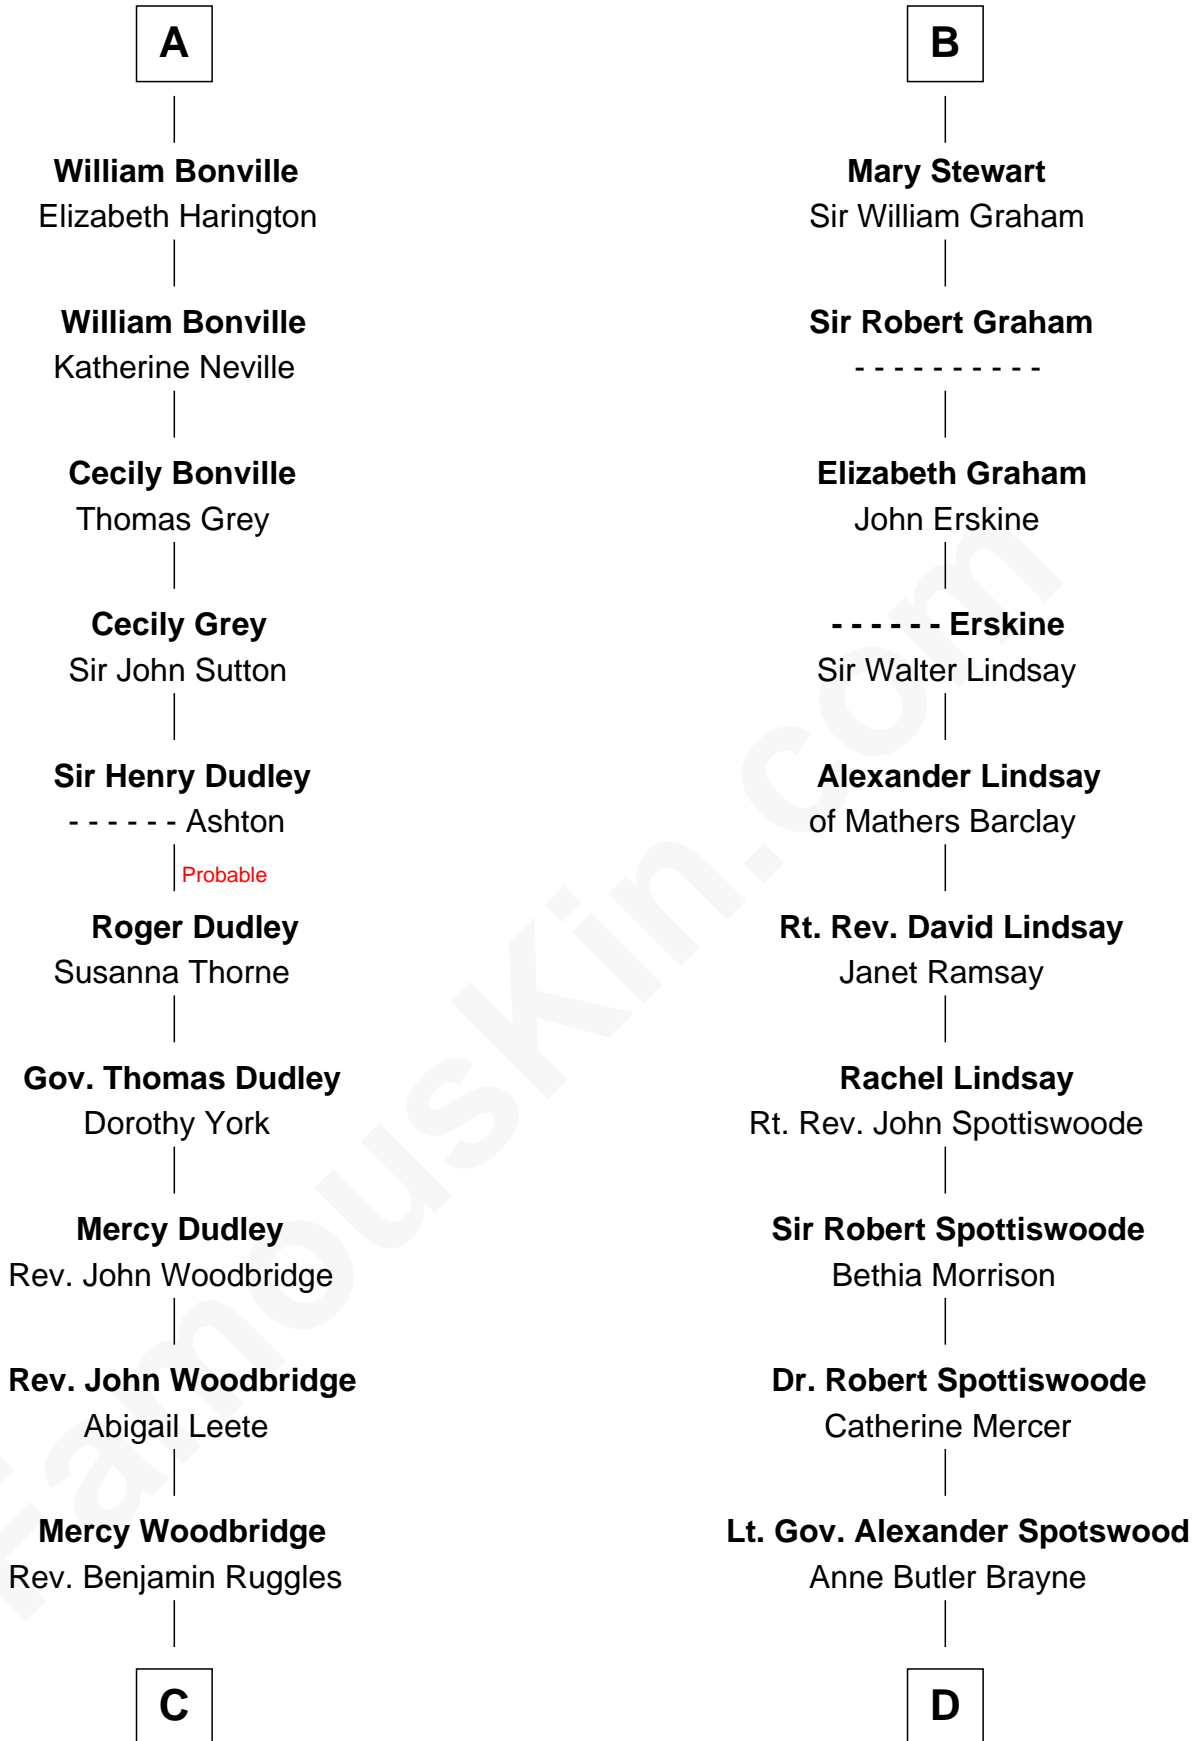 A
William Bonville
Elizabeth Harington
William Bonville
Katherine Neville
Cecily Bonville
Thomas Grey
Cecily Grey
Sir John Sutton
Sir Henry Dudley
- - - - - - Ashton
Probable
Roger Dudley
Susanna Thorne
Gov. Thomas Dudley
Dorothy York
Mercy Dudley
Rev. John Woodbridge
Rev. John Woodbridge
Abigail Leete
Mercy Woodbridge
Rev. Benjamin Ruggles
C
B
Mary Stewart
Sir William Graham
Sir Robert Graham
- - - - - - - - - -
Elizabeth Graham
John Erskine
- - - - - - Erskine
Sir Walter Lindsay
Alexander Lindsay
of Mathers Barclay
Rt. Rev. David Lindsay
Janet Ramsay
Rachel Lindsay
Rt. Rev. John Spottiswoode
Sir Robert Spottiswoode
Bethia Morrison
Dr. Robert Spottiswoode
Catherine Mercer
Lt. Gov. Alexander Spotswood
Anne Butler Brayne
D
FamousKin.com